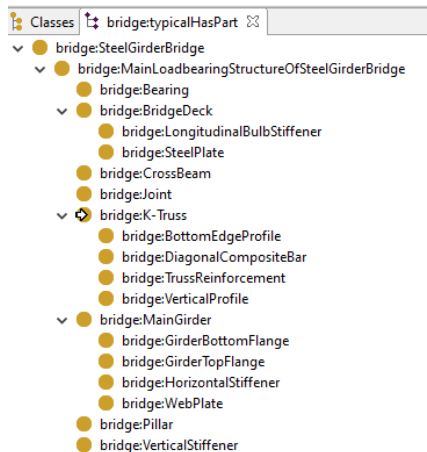 Classes bridge:typicalHasPart
bridge:SteelGirderBridge
bridge:MainLoadbearingStructureOfSteelGirderBridge
bridge:Bearing
bridge:BridgeDeck
bridge:LongitudinalBulbStiffener
bridge:SteelPlate
bridge:CrossBeam
bridge:Joint
bridge:K-Truss
bridge:BottomEdgeProfile
bridge:DiagonalCompositeBar
bridge:TrussReinforcement
bridge:VerticalProfile
bridge:MainGirder
bridge:GirderBottomFlange
bridge:GirderTopFlange
bridge:HorizontalStiffener
bridge:WebPlate
bridge:Pillar
bridge:VerticalStiffener